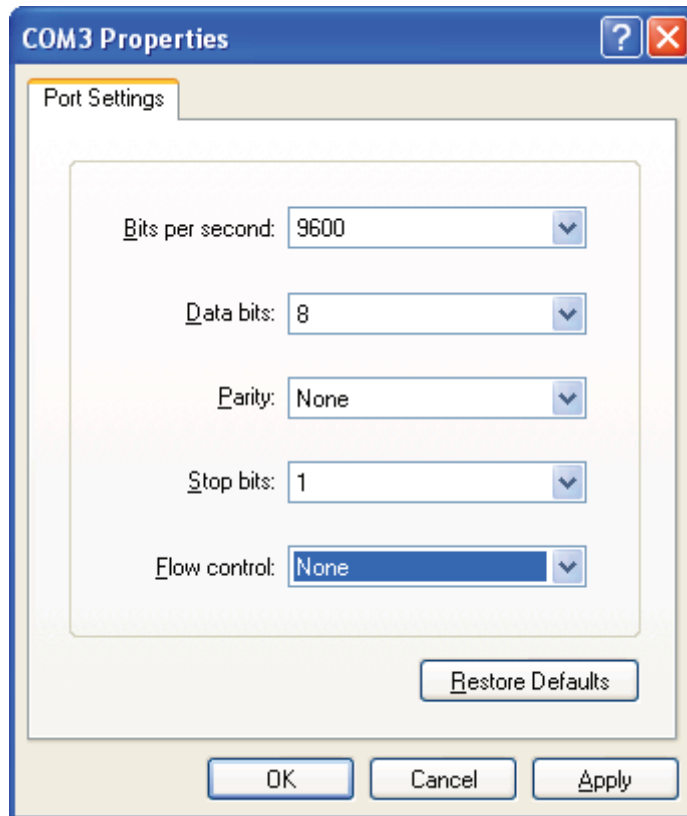 COM3 Properties
?
Port Settings
Bits per second: 9600
Data bits: 8
Parity: None
Stop bits: 1
Flow control: None
Restore Defaults
OK Cancel Apply